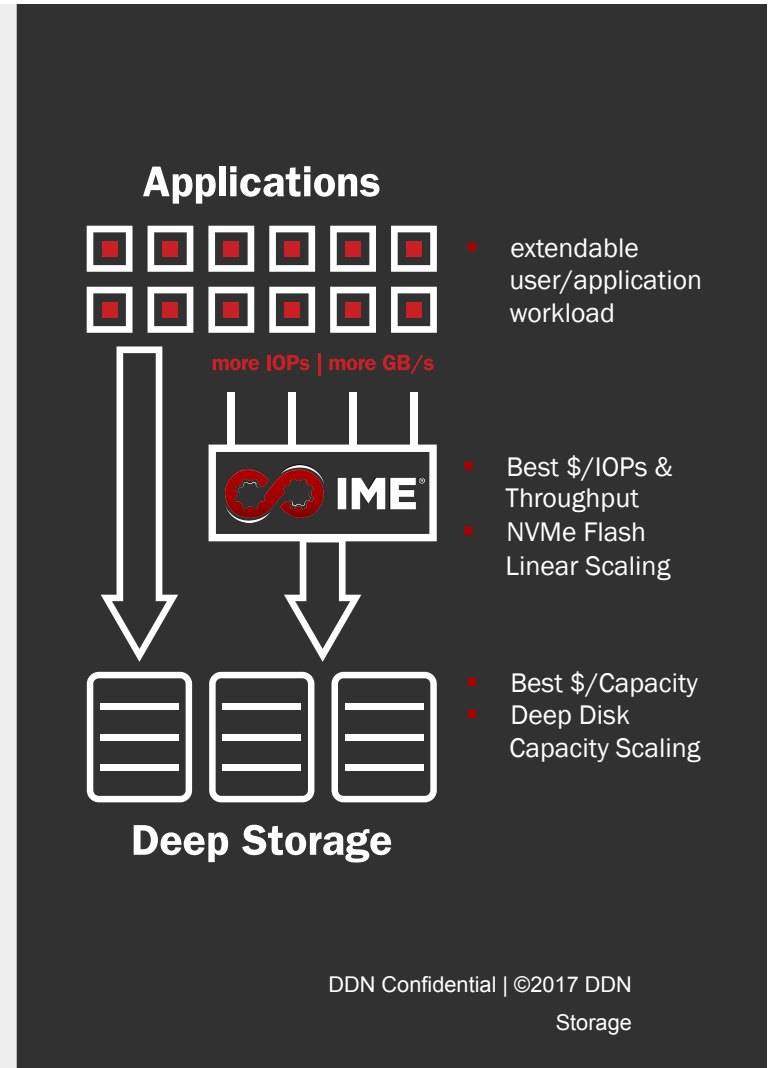 Applications
▪ extendable
user/application
workload
more IOPs | more GB/s
IME®
▪ Best $/IOPs &
Throughput
▪ NVMe Flash
Linear Scaling
▪ Best $/Capacity
▪ Deep Disk
Capacity Scaling
Deep Storage
DDN Confidential | ©2017 DDN
Storage